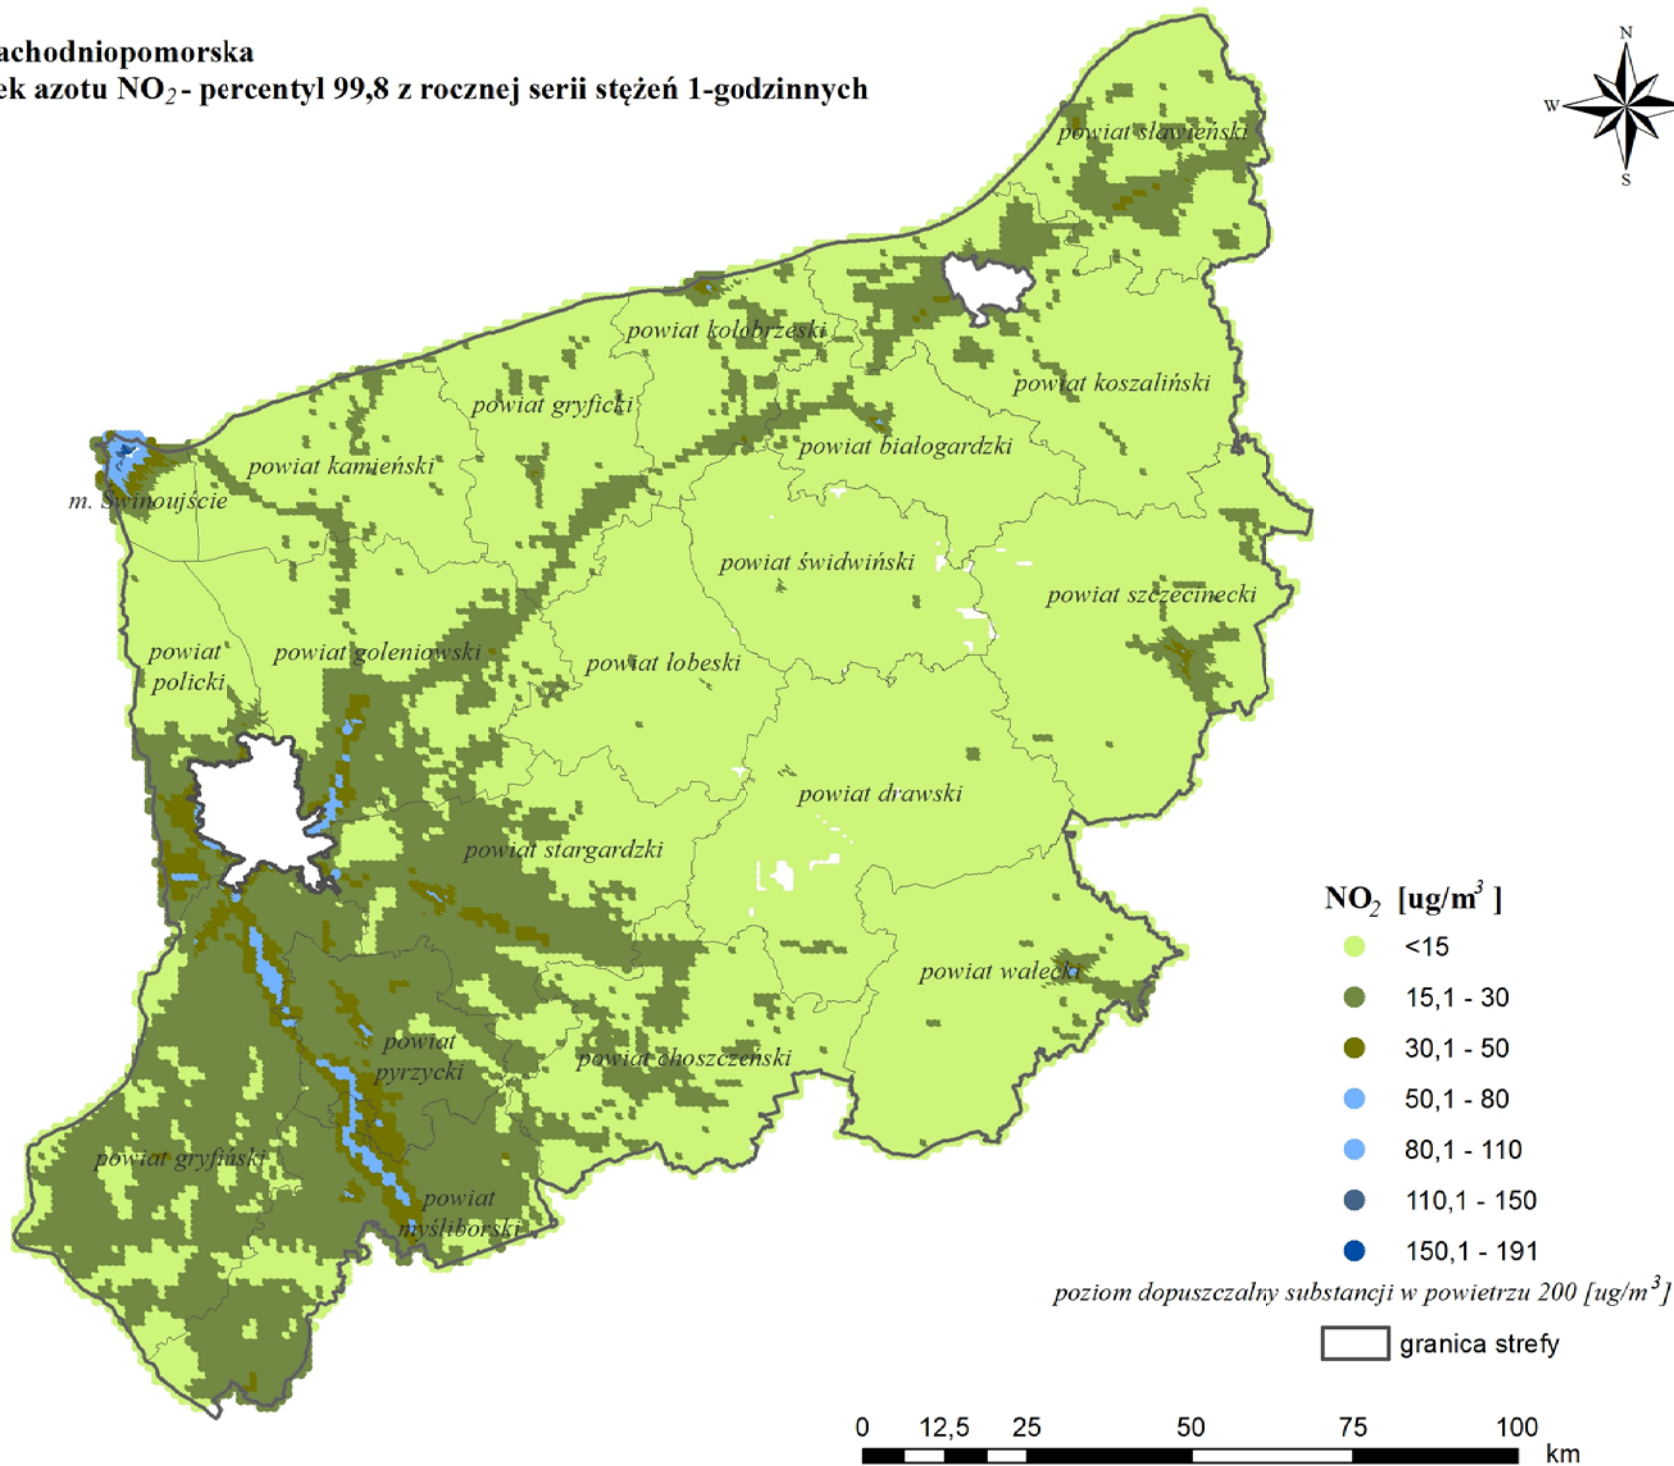 achodniopomorska
ek azotu NO2 - percentyl 99,8 z rocznej serii stężeń 1-godzinnych
N
W
S
powiat sławieński
powiat kołobrzeski
powiat koszaliński
powiat gryficki
powiat białogardzki
powiat kamieński
m. Świnoujście
powiat świdwiński
powiat szczecinecki
powiat
policki
powiat goleniowski
powiat łobeski
powiat drawski
powiat stargardzki
powiat wałecki
powiat
pyrzycki
powiat choszczeński
powiat gryfiński
powiat
myśliborski
NO2 [ug/m3 ]
<15
15,1 - 30
30,1 - 50
50,1 - 80
80,1 - 110
110,1 - 150
150,1 - 191
poziom dopuszczalny substancji w powietrzu 200 [ug/m3]
granica strefy
0 12,5 25 50 75 100
km